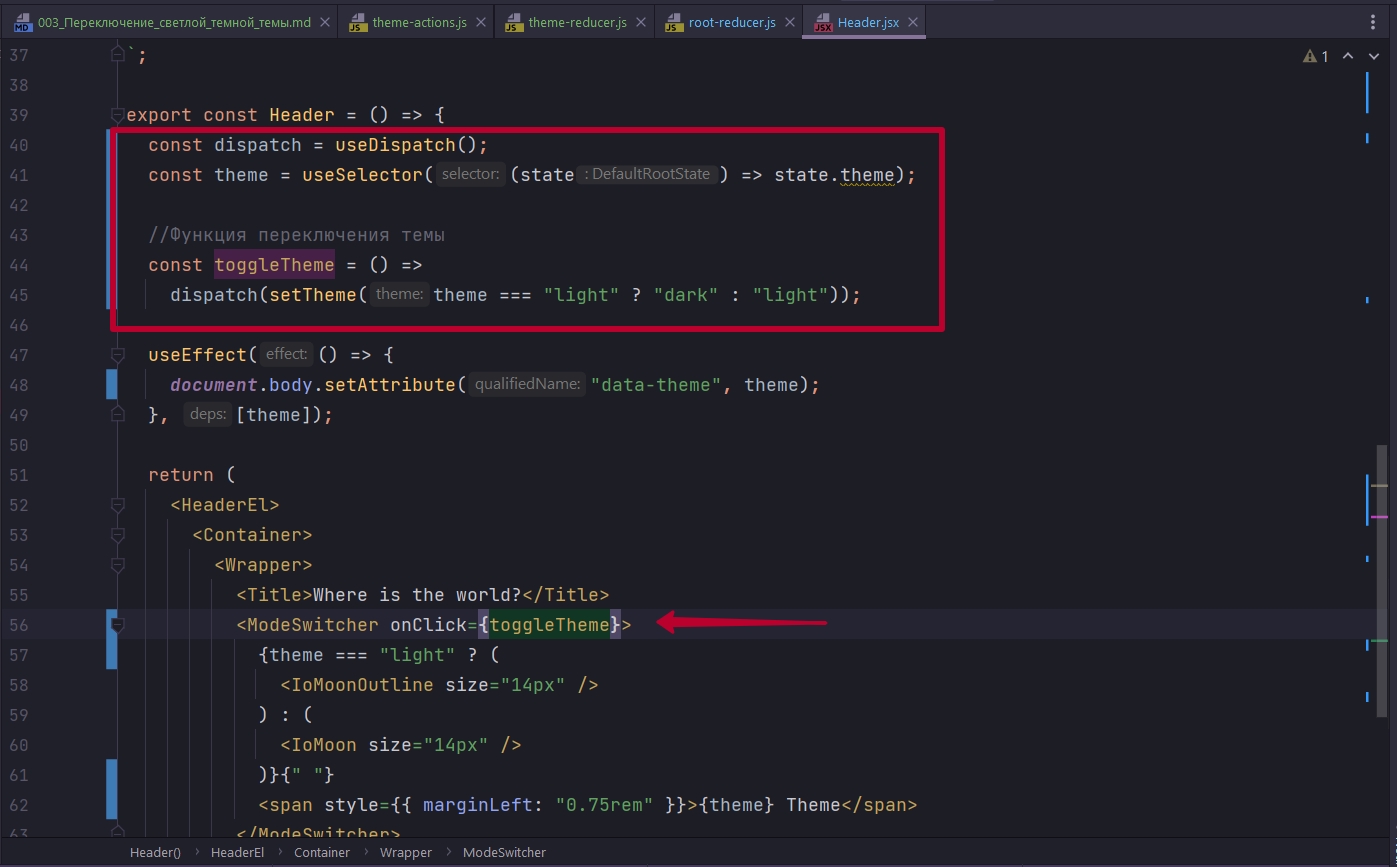 003_Переключение_светлой_темной_темы.md theme-actions.js theme-reducer.js root-reducer.js Header.jsx
37 `;
1
38
39 export const Header = () => {
40 const dispatch = useDispatch();
41 const theme = useSelector( selector: (state : DefaultRootState ) => state.theme);
42
43 //Функция переключения темы
44 const toggleTheme = () =>
45 dispatch(setTheme( theme: theme === "light" ? "dark" : "light"));
46
47 useEffect( effect: () => {
48 document.body.setAttribute( qualifiedName: "data-theme", theme);
49 }, deps: [theme]);
50
51 return (
52 <HeaderEl>
53 <Container>
54 <Wrapper>
55 <Title>Where is the world?</Title>
56 <ModeSwitcher onClick={toggleTheme}>
57 {theme === "light" ? (
58 <IoMoonOutline size="14px" />
59 ) : (
60 <IoMoon size="14px" />
61 )}{" "}
62 <span style={{ marginLeft: "0.75rem" }}>{theme} Theme</span>
63 </ModeSwitcher>
Header() › HeaderEl › Container › Wrapper › ModeSwitcher